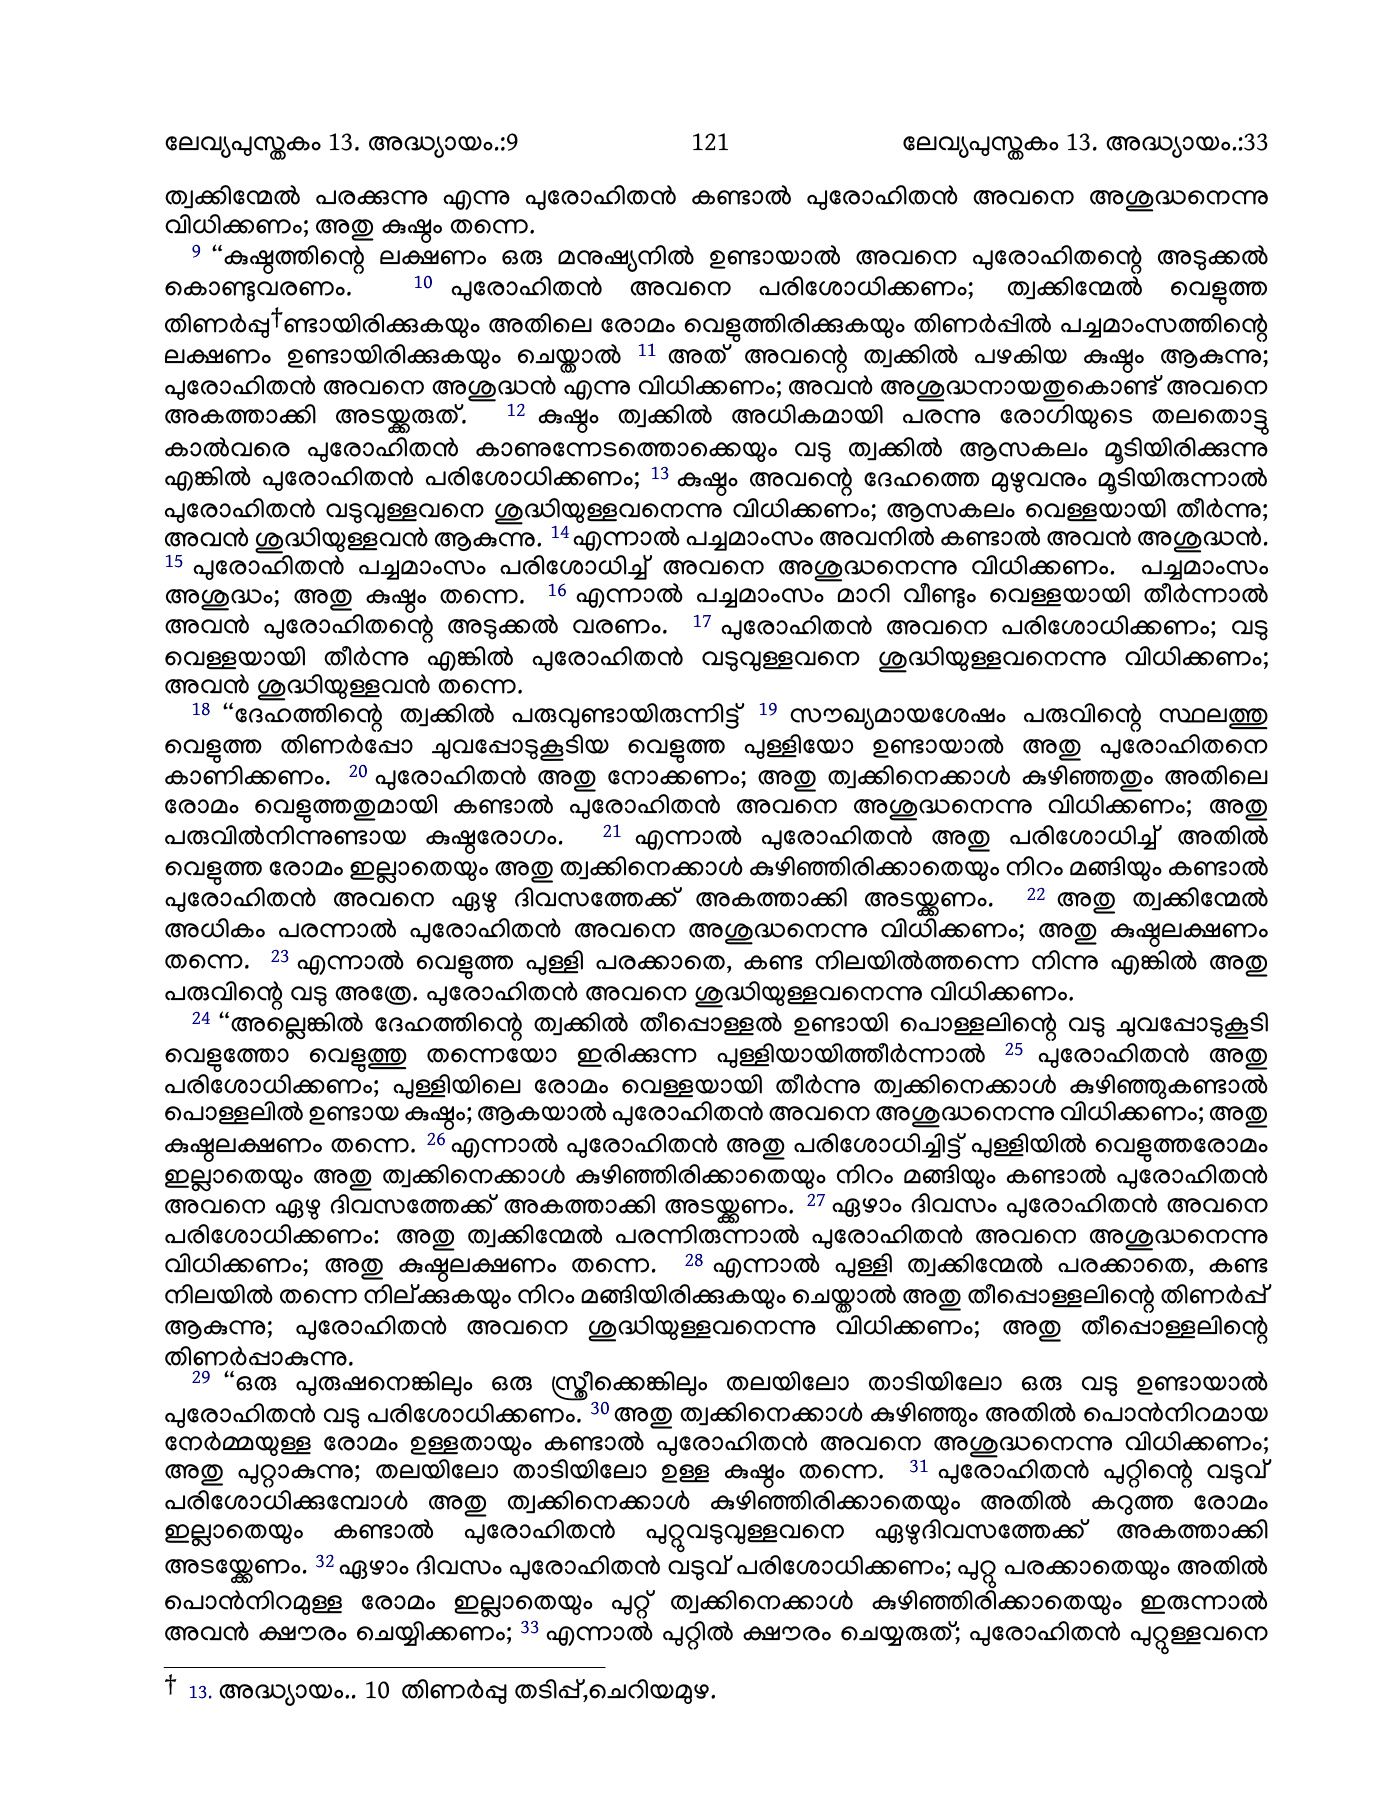 ലേവ്യപുസ്തകം 13. അദ്ധ്യായം.:9 121 ലേവ്യപുസ്തകം 13. അദ്ധ്യായം.:33
ത്വക്കിന്മേൽ പരക്കുന്നു എന്നു പുരോഹിതൻ കണ്ടാൽ പുരോഹിതൻ അവനെ അശുദ്ധനെന്നു
വിധിക്കണം; അതു കുഷ്ഠം തന്നെ.
9 “കുഷ്ഠത്തിന്റെ ലക്ഷണം ഒരു മനുഷ്യനിൽ ഉണ്ടായാൽ അവനെ പുരോഹിതന്റെ അടുക്കൽ
കൊണ്ടുവരണം. 10 പുരോഹിതൻ അവനെ പരിശോധിക്കണം; ത്വക്കിന്മേൽ വെളുത്ത
തിണർപ്പു†ണ്ടായിരിക്കുകയും അതിലെ രോമം വെളുത്തിരിക്കുകയും തിണർപ്പിൽ പച്ചമാംസത്തിന്റെ
ലക്ഷണം ഉണ്ടായിരിക്കുകയും ചെയ്താൽ 11 അത് അവന്റെ ത്വക്കിൽ പഴകിയ കുഷ്ഠം ആകുന്നു;
പുരോഹിതൻ അവനെ അശുദ്ധൻ എന്നു വിധിക്കണം; അവൻ അശുദ്ധനായതുകൊണ്ട് അവനെ
അകത്താക്കി അടയ്ക്കരുത്. 12 കുഷ്ഠം ത്വക്കിൽ അധികമായി പരന്നു രോഗിയുടെ തലതൊട്ടു
കാൽവരെ പുരോഹിതൻ കാണുന്നേടത്തൊക്കെയും വടു ത്വക്കിൽ ആസകലം മൂടിയിരിക്കുന്നു
എങ്കിൽ പുരോഹിതൻ പരിശോധിക്കണം; 13 കുഷ്ഠം അവന്റെ ദേഹത്തെ മുഴുവനും മൂടിയിരുന്നാൽ
പുരോഹിതൻ വടുവുള്ളവനെ ശുദ്ധിയുള്ളവനെന്നു വിധിക്കണം; ആസകലം വെള്ളയായി തീർന്നു;
അവൻ ശുദ്ധിയുള്ളവൻ ആകുന്നു. 14 എന്നാൽ പച്ചമാംസം അവനിൽ കണ്ടാൽ അവൻ അശുദ്ധൻ.
15 പുരോഹിതൻ പച്ചമാംസം പരിശോധിച്ച് അവനെ അശുദ്ധനെന്നു വിധിക്കണം. പച്ചമാംസം
അശുദ്ധം; അതു കുഷ്ഠം തന്നെ. 16 എന്നാൽ പച്ചമാംസം മാറി വീണ്ടും വെള്ളയായി തീർന്നാൽ
അവൻ പുരോഹിതന്റെ അടുക്കൽ വരണം. 17 പുരോഹിതൻ അവനെ പരിശോധിക്കണം; വടു
വെള്ളയായി തീർന്നു എങ്കിൽ പുരോഹിതൻ വടുവുള്ളവനെ ശുദ്ധിയുള്ളവനെന്നു വിധിക്കണം;
അവൻ ശുദ്ധിയുള്ളവൻ തന്നെ.
18 “ദേഹത്തിന്റെ ത്വക്കിൽ പരുവുണ്ടായിരുന്നിട്ട് 19 സൗഖ്യമായശേഷം പരുവിന്റെ സ്ഥലത്തു
വെളുത്ത തിണർപ്പോ ചുവപ്പോടുകൂടിയ വെളുത്ത പുള്ളിയോ ഉണ്ടായാൽ അതു പുരോഹിതനെ
കാണിക്കണം. 20 പുരോഹിതൻ അതു നോക്കണം; അതു ത്വക്കിനെക്കാൾ കുഴിഞ്ഞതും അതിലെ
രോമം വെളുത്തതുമായി കണ്ടാൽ പുരോഹിതൻ അവനെ അശുദ്ധനെന്നു വിധിക്കണം; അതു
പരുവിൽനിന്നുണ്ടായ കുഷ്ഠരോഗം. 21 എന്നാൽ പുരോഹിതൻ അതു പരിശോധിച്ച് അതിൽ
വെളുത്ത രോമം ഇല്ലാതെയും അതു ത്വക്കിനെക്കാൾ കുഴിഞ്ഞിരിക്കാതെയും നിറം മങ്ങിയും കണ്ടാൽ
പുരോഹിതൻ അവനെ ഏഴു ദിവസത്തേക്ക് അകത്താക്കി അടയ്ക്കണം. 22 അതു ത്വക്കിന്മേൽ
അധികം പരന്നാൽ പുരോഹിതൻ അവനെ അശുദ്ധനെന്നു വിധിക്കണം; അതു കുഷ്ഠലക്ഷണം
തന്നെ. 23 എന്നാൽ വെളുത്ത പുള്ളി പരക്കാതെ, കണ്ട നിലയിൽത്തന്നെ നിന്നു എങ്കിൽ അതു
പരുവിന്റെ വടു അത്രേ. പുരോഹിതൻ അവനെ ശുദ്ധിയുള്ളവനെന്നു വിധിക്കണം.
24 “അല്ലെങ്കിൽ ദേഹത്തിന്റെ ത്വക്കിൽ തീപ്പൊള്ളൽ ഉണ്ടായി പൊള്ളലിന്റെ വടു ചുവപ്പോടുകൂടി
വെളുത്തോ വെളുത്തു തന്നെയോ ഇരിക്കുന്ന പുള്ളിയായിത്തീർന്നാൽ 25 പുരോഹിതൻ അതു
പരിശോധിക്കണം; പുള്ളിയിലെ രോമം വെള്ളയായി തീർന്നു ത്വക്കിനെക്കാൾ കുഴിഞ്ഞുകണ്ടാൽ
പൊള്ളലിൽ ഉണ്ടായ കുഷ്ഠം; ആകയാൽ പുരോഹിതൻ അവനെ അശുദ്ധനെന്നു വിധിക്കണം; അതു
കുഷ്ഠലക്ഷണം തന്നെ. 26 എന്നാൽ പുരോഹിതൻ അതു പരിശോധിച്ചിട്ട് പുള്ളിയിൽ വെളുത്തരോമം
ഇല്ലാതെയും അതു ത്വക്കിനെക്കാൾ കുഴിഞ്ഞിരിക്കാതെയും നിറം മങ്ങിയും കണ്ടാൽ പുരോഹിതൻ
അവനെ ഏഴു ദിവസത്തേക്ക് അകത്താക്കി അടയ്ക്കണം. 27 ഏഴാം ദിവസം പുരോഹിതൻ അവനെ
പരിശോധിക്കണം: അതു ത്വക്കിന്മേൽ പരന്നിരുന്നാൽ പുരോഹിതൻ അവനെ അശുദ്ധനെന്നു
വിധിക്കണം; അതു കുഷ്ഠലക്ഷണം തന്നെ. 28 എന്നാൽ പുള്ളി ത്വക്കിന്മേൽ പരക്കാതെ, കണ്ട
നിലയിൽ തന്നെ നില്ക്കുകയും നിറം മങ്ങിയിരിക്കുകയും ചെയ്താൽ അതു തീപ്പൊള്ളലിന്റെ തിണർപ്പ്
ആകുന്നു; പുരോഹിതൻ അവനെ ശുദ്ധിയുള്ളവനെന്നു വിധിക്കണം; അതു തീപ്പൊള്ളലിന്റെ
തിണർപ്പാകുന്നു.
29 “ഒരു പുരുഷനെങ്കിലും ഒരു സ്ത്രീക്കെങ്കിലും തലയിലോ താടിയിലോ ഒരു വടു ഉണ്ടായാൽ
പുരോഹിതൻ വടു പരിശോധിക്കണം. 30 അതു ത്വക്കിനെക്കാൾ കുഴിഞ്ഞും അതിൽ പൊൻനിറമായ
നേർമ്മയുള്ള രോമം ഉള്ളതായും കണ്ടാൽ പുരോഹിതൻ അവനെ അശുദ്ധനെന്നു വിധിക്കണം;
അതു പുറ്റാകുന്നു; തലയിലോ താടിയിലോ ഉള്ള കുഷ്ഠം തന്നെ. 31 പുരോഹിതൻ പുറ്റിന്റെ വടുവ്
പരിശോധിക്കുമ്പോൾ അതു ത്വക്കിനെക്കാൾ കുഴിഞ്ഞിരിക്കാതെയും അതിൽ കറുത്ത രോമം
ഇല്ലാതെയും കണ്ടാൽ പുരോഹിതൻ പുറ്റുവടുവുള്ളവനെ ഏഴുദിവസത്തേക്ക് അകത്താക്കി
അടയ്ക്കേണം. 32 ഏഴാം ദിവസം പുരോഹിതൻ വടുവ് പരിശോധിക്കണം; പുറ്റു പരക്കാതെയും അതിൽ
പൊൻനിറമുള്ള രോമം ഇല്ലാതെയും പുറ്റ് ത്വക്കിനെക്കാൾ കുഴിഞ്ഞിരിക്കാതെയും ഇരുന്നാൽ
അവൻ ക്ഷൗരം ചെയ്യിക്കണം; 33 എന്നാൽ പുറ്റിൽ ക്ഷൗരം ചെയ്യരുത്; പുരോഹിതൻ പുറ്റുള്ളവനെ
† 13. അദ്ധ്യായം.. 10 തിണർപ്പു തടിപ്പ്,ചെറിയമുഴ.